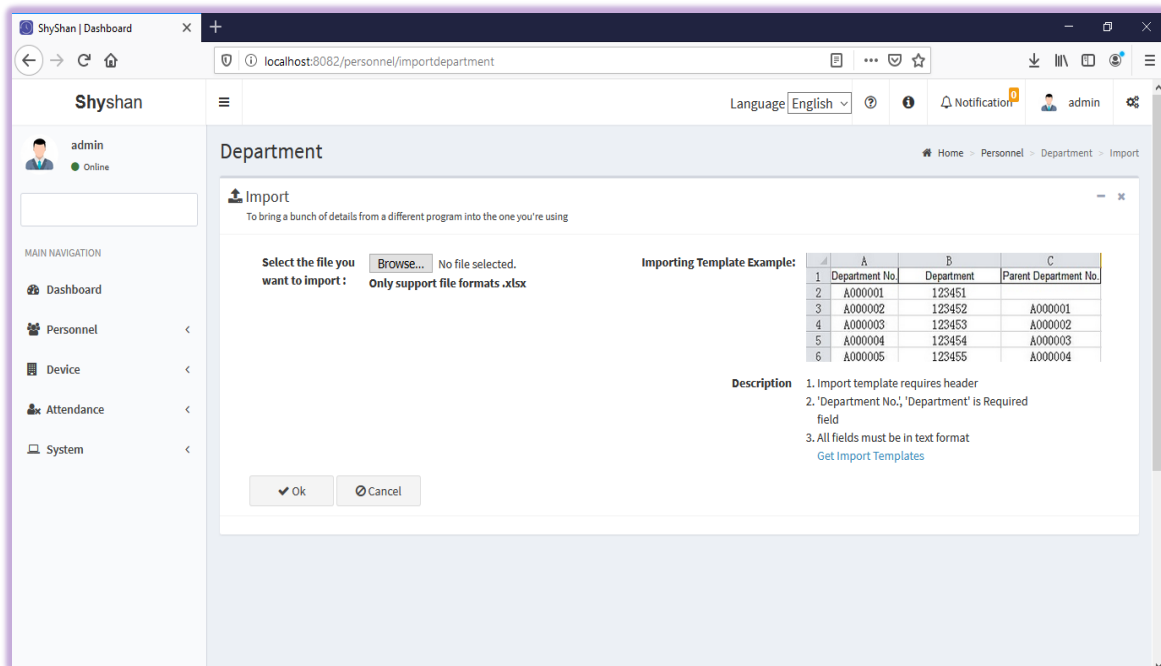 ShyShan | Dashboard
localhost:8082/personnel/importdepartment
Shyshan
Language English
0
Notification
admin
admin
Online
Department
Home > Personnel > Department > Import
Import
To bring a bunch of details from a different program into the one you're using
MAIN NAVIGATION
Dashboard
Personnel
Device
Attendance
System
Select the file you
want to import :
Browse... No file selected.
Only support file formats .xlsx
Importing Template Example:
A B C
1 Department No. Department Parent Department No.
2 A000001 123451
3 A000002 123452 A000001
4 A000003 123453 A000002
5 A000004 123454 A000003
6 A000005 123455 A000004
Description
1. Import template requires header
2. 'Department No.', 'Department' is Required
field
3. All fields must be in text format
Get Import Templates
Ok
Cancel